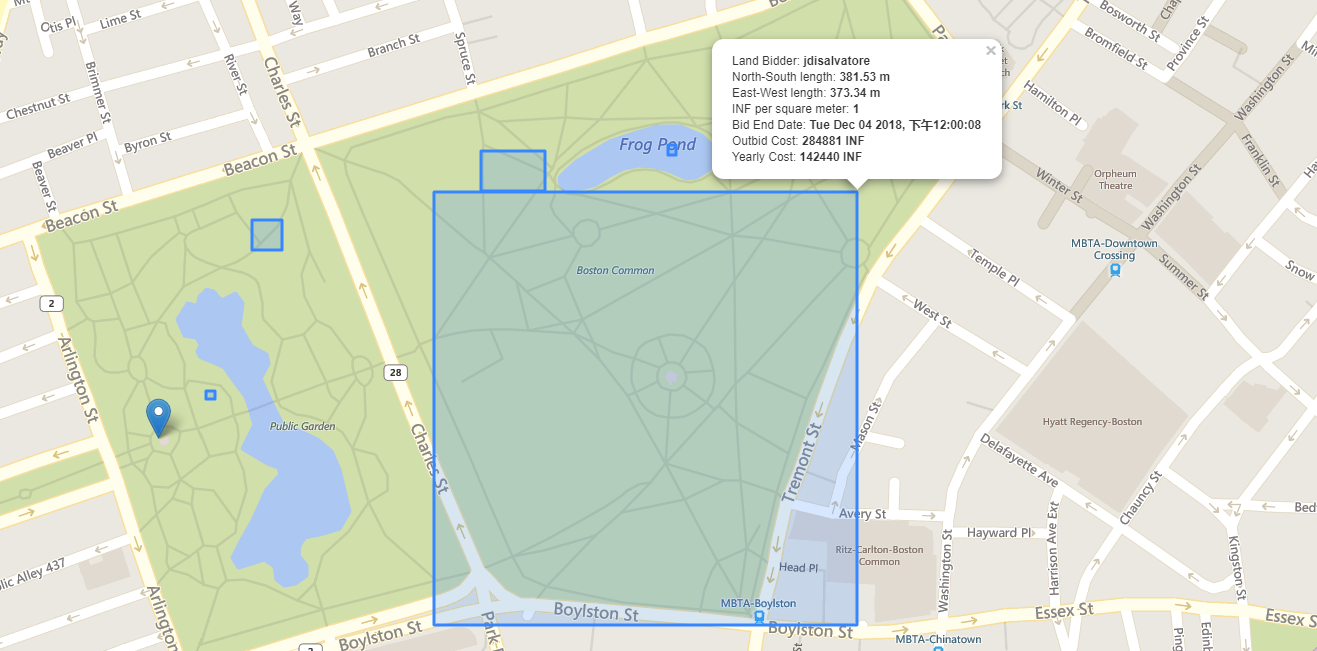 Otis Pl
Lime St
Way
Branch St
Spruce St
Brimmer St
River St
Charles St
Chestnut St
Beaver Pl
Byron St
Beaver St
Beacon St
Beacon St
Frog Pond
Land Bidder: jdisalvatore
North-South length: 381.53 m
East-West length: 373.34 m
INF per square meter: 1
Bid End Date: Tue Dec 04 2018, 下午12:00:08
Outbid Cost: 284881 INF
Yearly Cost: 142440 INF
×
Bosworth St
Bromfield St
Province St
Washington St
Hamilton Pl
Franklin St
Orpheum
Theatre
Winter St
Washington St
MBTA-Downtown
Crossing
Summer St
Snow
Temple Pl
West St
Boston Common
2
28
Arlington St
Public Garden
Charles St
Tremont St
Mason St
Hyatt Regency-Boston
Delafayette Ave
Chauncy St
Avery St
Hayward Pl
Harrison Ave Ext
Washington St
Kingston St
Bed
Ritz-Carlton-Boston
Common
Head Pl
MBTA-Boylston
Boylston St
Boylston St
Boylston St
Essex St
Essex S
MBTA-Chinatown
lic Alley 437
Arlington
Park
Ping
Edinb
2